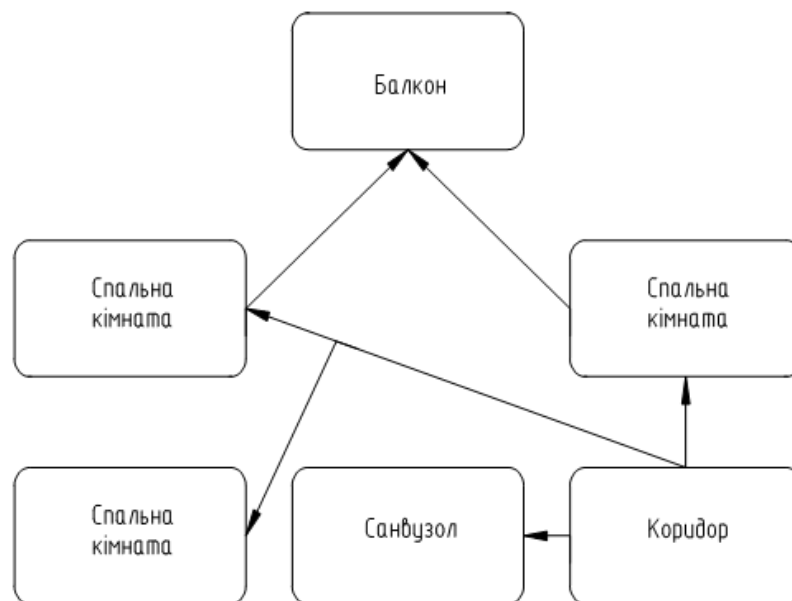 Балкон
Спальна
кімната
Спальна
кімната
Спальна
кімната
Санвузол
Коридор